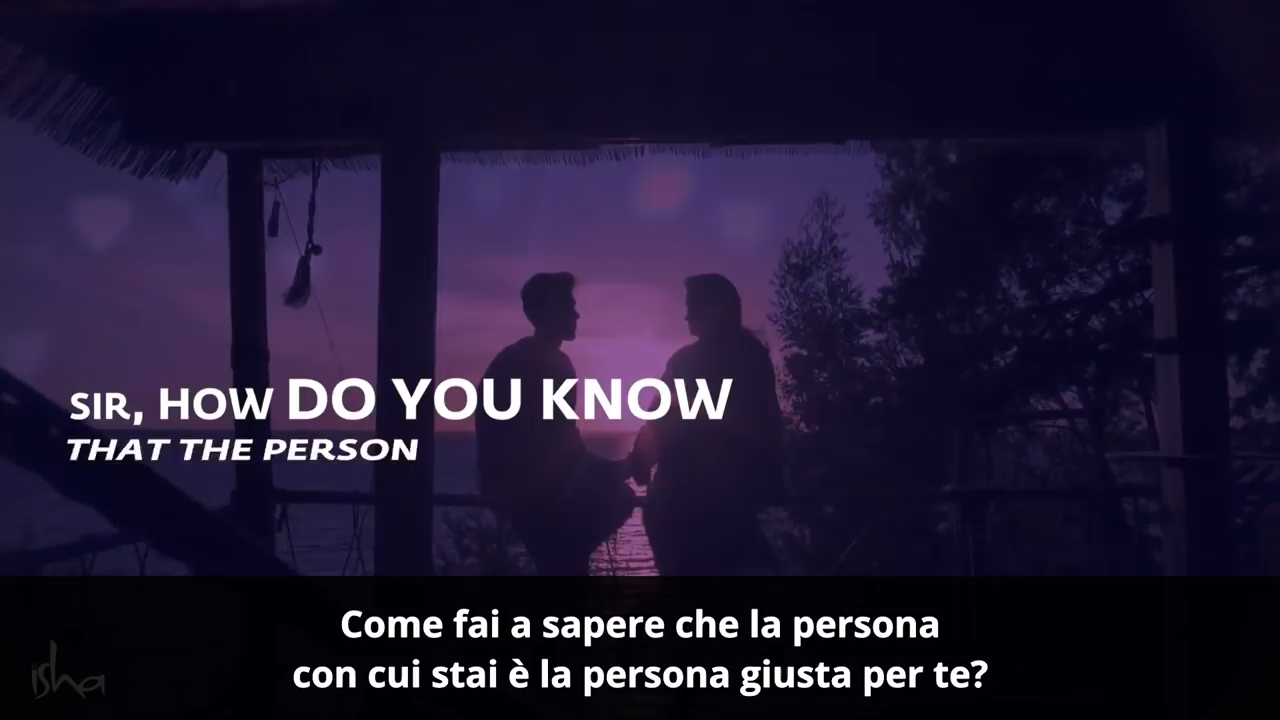 SIR, HOW DO YOU KNOW
THAT THE PERSON
Come fai a sapere che la persona
con cui stai è la persona giusta per te?
isha